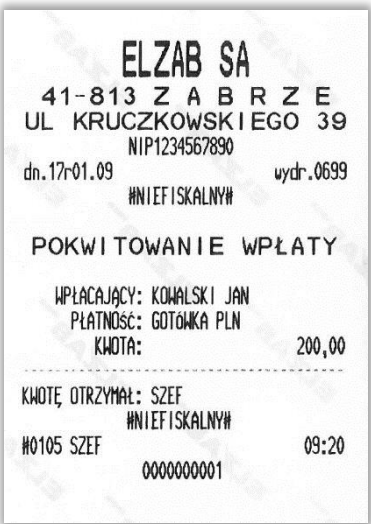 ELZAB SA
41-813 Z A B R Z E
UL KRUCZKOWSKIEGO 39
NIP1234567890
dn.17r01.09 wydr.0699
#NIEFISKALNY#
POKWITOWANIE WPŁATY
WPŁACAJĄCY: KOWALSKI JAN
PŁATNOŚĆ: GOTÓWKA PLN
KWOTA: 200,00
KWOTĘ OTRZYMAŁ: SZEF
#NIEFISKALNY#
#0105 SZEF 09:20
0000000001